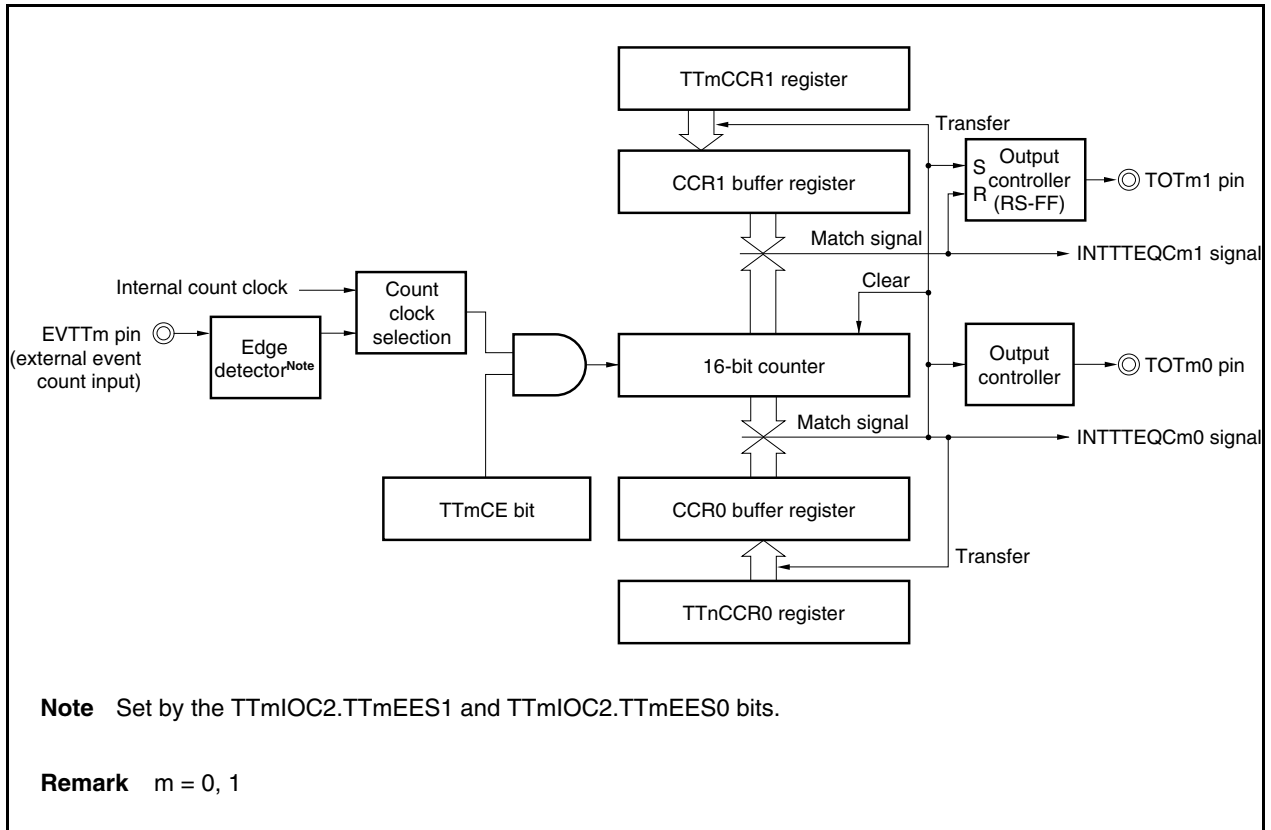 TTmCCR1 register
Transfer
CCR1 buffer register
S
R
Output
controller
(RS-FF)
TOTm1 pin
Match signal
INTTTEQCm1 signal
Internal count clock
Count
clock
selection
Clear
EVTTm pin
(external event
count input)
Edge
detectorNote
16-bit counter
Output
controller
TOTm0 pin
Match signal
INTTTEQCm0 signal
TTmCE bit
CCR0 buffer register
Transfer
TTnCCR0 register
Note Set by the TTmIOC2.TTmEES1 and TTmIOC2.TTmEES0 bits.
Remark m = 0, 1